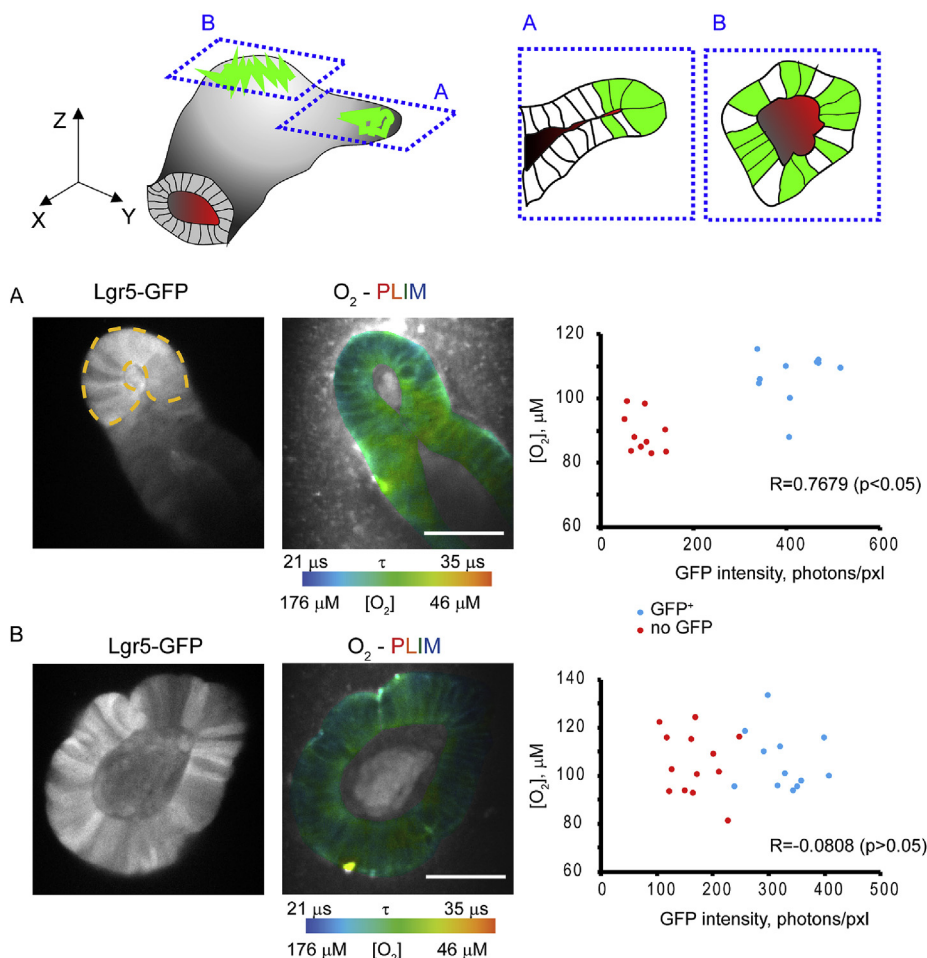 B
A
Z
X
Y
A
B
A
Lgr5-GFP
O₂ - PLIM
21 µs τ 35 µs
176 µM [O₂] 46 µM
120
100
80
60
[O₂], µM
R=0.7679 (p<0.05)
0 200 400 600
GFP intensity, photons/pxl
GFP⁺
no GFP
B
Lgr5-GFP
O₂ - PLIM
21 µs τ 35 µs
176 µM [O₂] 46 µM
140
120
100
80
60
[O₂], µM
R=-0.0808 (p>0.05)
0 100 200 300 400 500
GFP intensity, photons/pxl